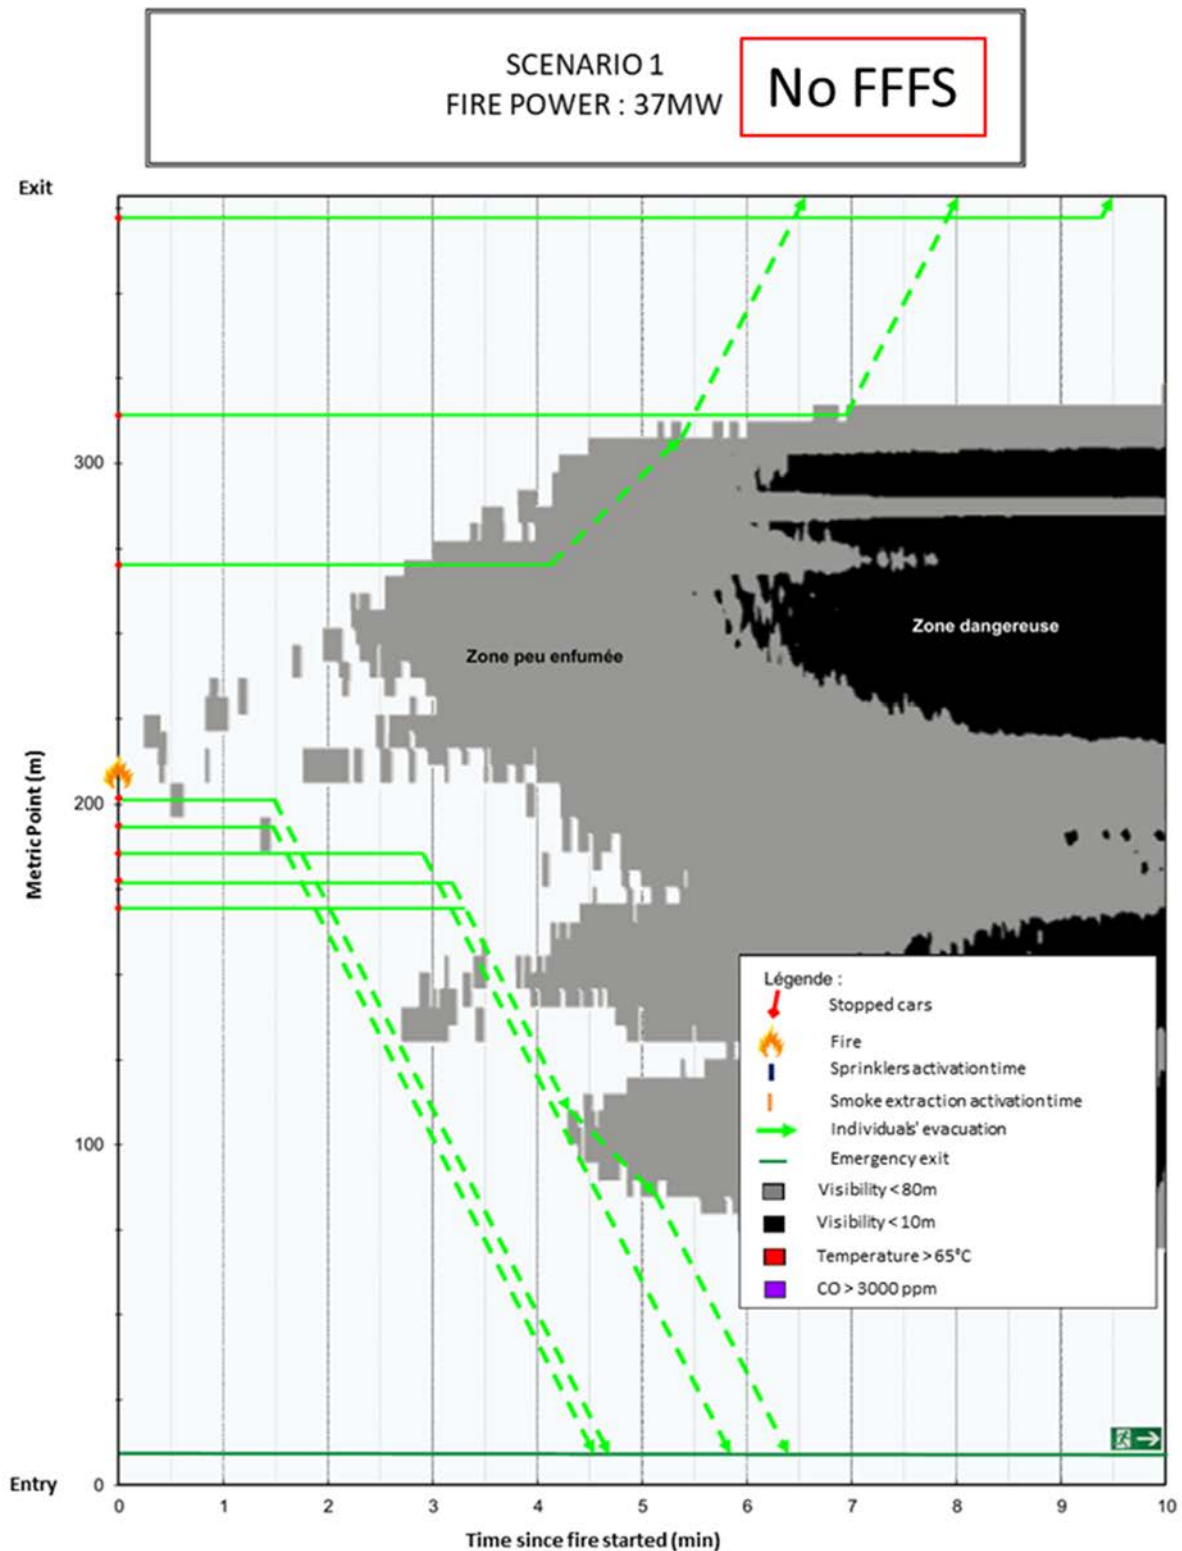 SCENARIO 1
FIRE POWER : 37MW
No FFFS
Exit
300
200
100
0
Metric Point (m)
Entry
Zone peu enfumée
Zone dangereuse
Légende :
Stopped cars
Fire
Sprinklers activation time
Smoke extraction activation time
Individuals' evacuation
Emergency exit
Visibility < 80m
Visibility < 10m
Temperature > 65°C
CO > 3000 ppm
0 1 2 3 4 5 6 7 8 9 10
Time since fire started (min)